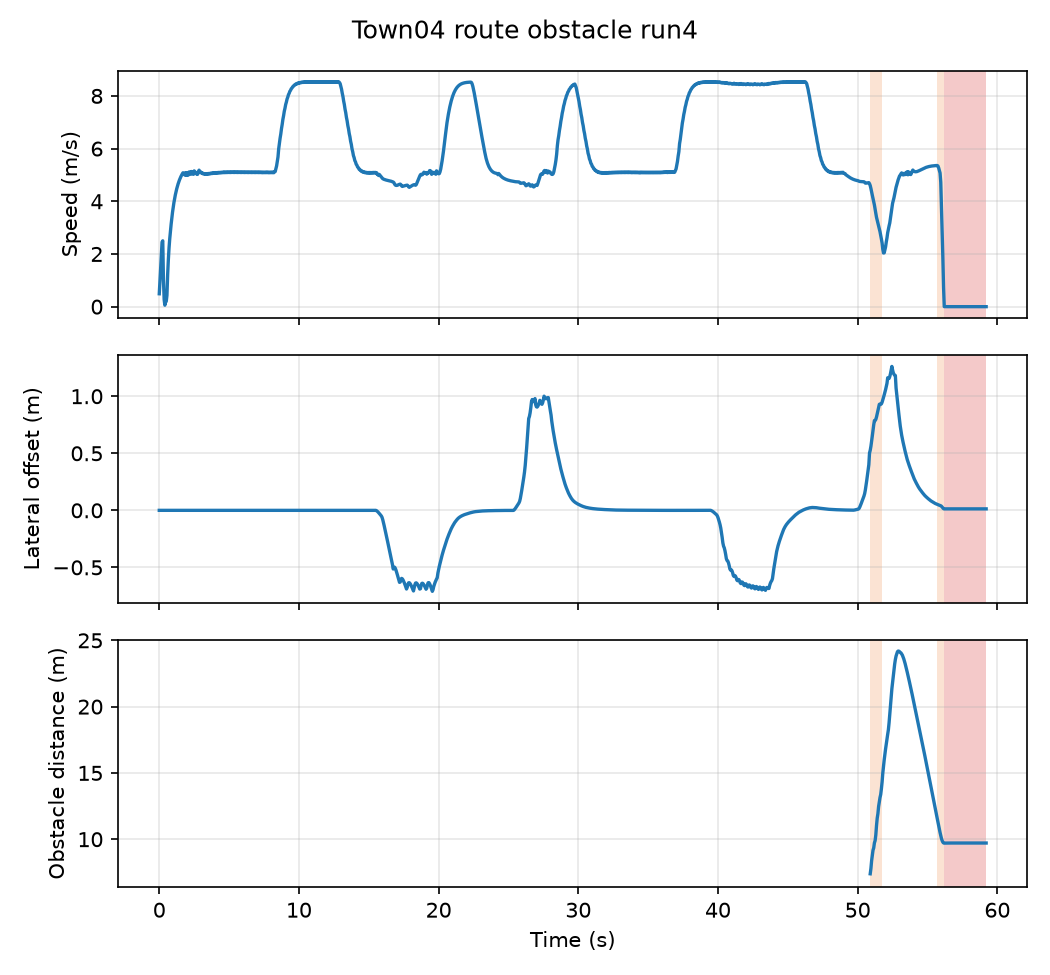 Town04 route obstacle run4
Speed (m/s)
8
6
4
2
0
Lateral offset (m)
1.0
0.5
0.0
−0.5
Obstacle distance (m)
25
20
15
10
0 10 20 30 40 50 60
Time (s)